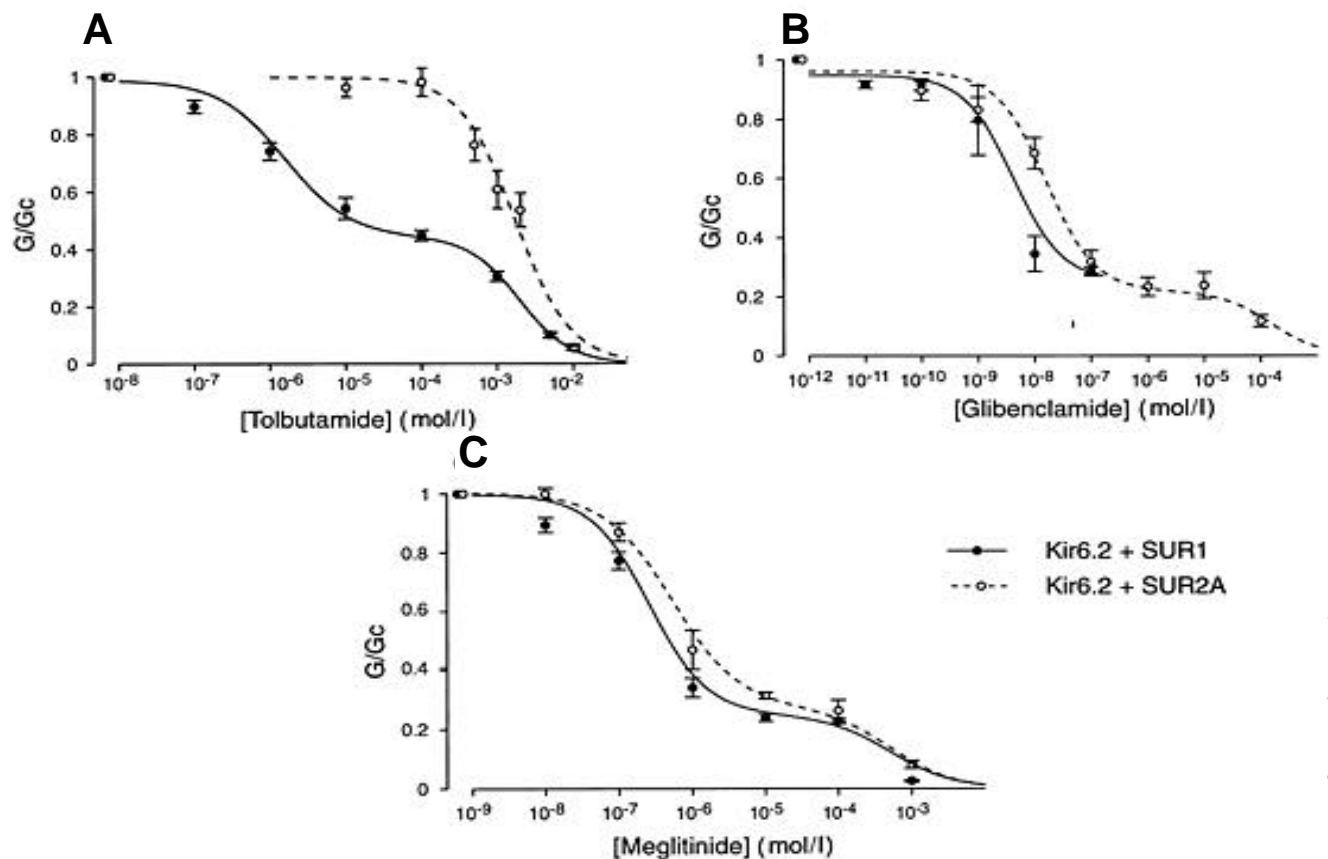 A
G/Gc
1
0.8
0.6
0.4
0.2
0
10-8 10-7 10-6 10-5 10-4 10-3 10-2
[Tolbutamide] (mol/l)
B
G/Gc
1
0.8
0.6
0.4
0.2
0
10-12 10-11 10-10 10-9 10-8 10-7 10-6 10-5 10-4
[Glibenclamide] (mol/l)
C
G/Gc
1
0.8
0.6
0.4
0.2
0
10-9 10-8 10-7 10-6 10-5 10-4 10-3
[Meglitinide] (mol/l)
Kir6.2 + SUR1
Kir6.2 + SUR2A